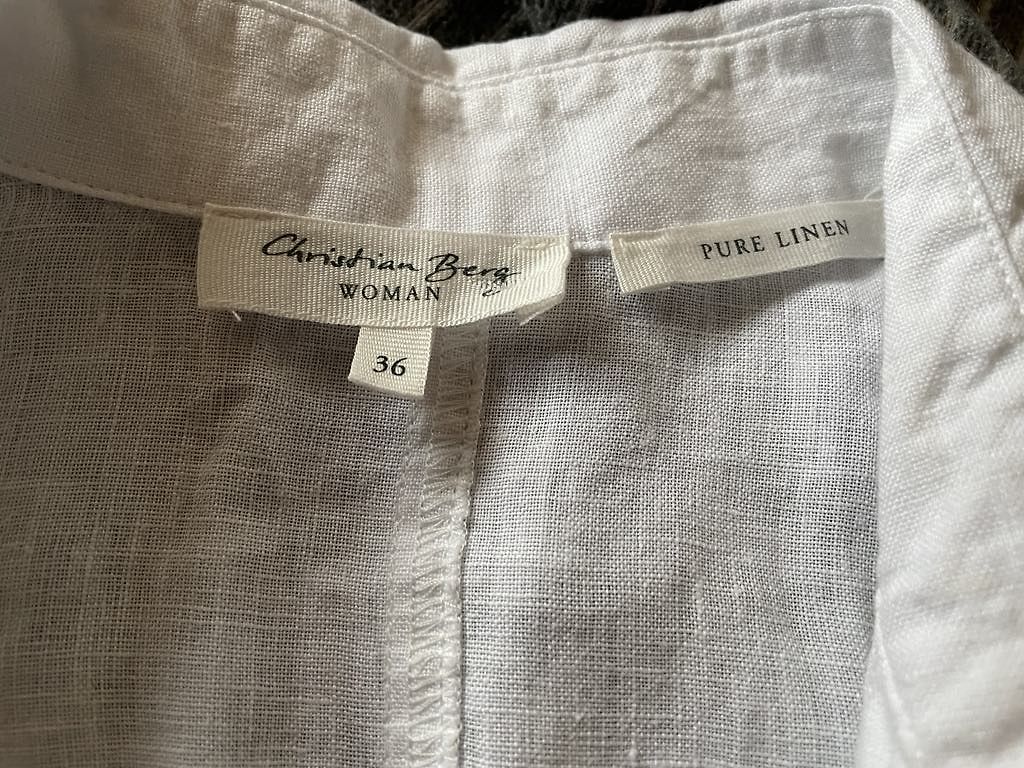 Christian Berg
WOMAN
36
PURE LINEN